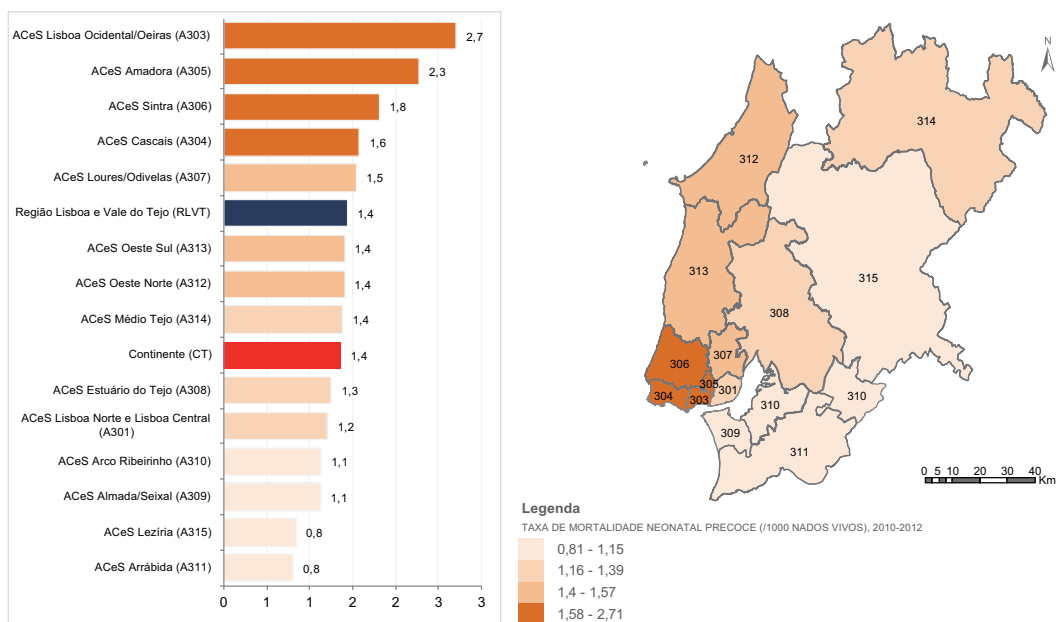 ACeS Lisboa Ocidental/Oeiras (A303)
2,7
ACeS Amadora (A305)
2,3
ACeS Sintra (A306)
1,8
ACeS Cascais (A304)
1,6
ACeS Loures/Odivelas (A307)
1,5
Região Lisboa e Vale do Tejo (RLVT)
1,4
ACeS Oeste Sul (A313)
1,4
ACeS Oeste Norte (A312)
1,4
ACeS Médio Tejo (A314)
1,4
Continente (CT)
1,4
ACeS Estuário do Tejo (A308)
1,3
ACeS Lisboa Norte e Lisboa Central
(A301)
1,2
ACeS Arco Ribeirinho (A310)
1,1
ACeS Almada/Seixal (A309)
1,1
ACeS Lezíria (A315)
0,8
ACeS Arrábida (A311)
0,8
0 1 1 2 2 3 3
N
314
312
313
315
308
307
306
305
301
304
303
310
310
309
311
0 5 10 20 30 40
Km
Legenda
TAXA DE MORTALIDADE NEONATAL PRECOCE (/1000 NADOS VIVOS), 2010-2012
0,81 - 1,15
1,16 - 1,39
1,4 - 1,57
1,58 - 2,71